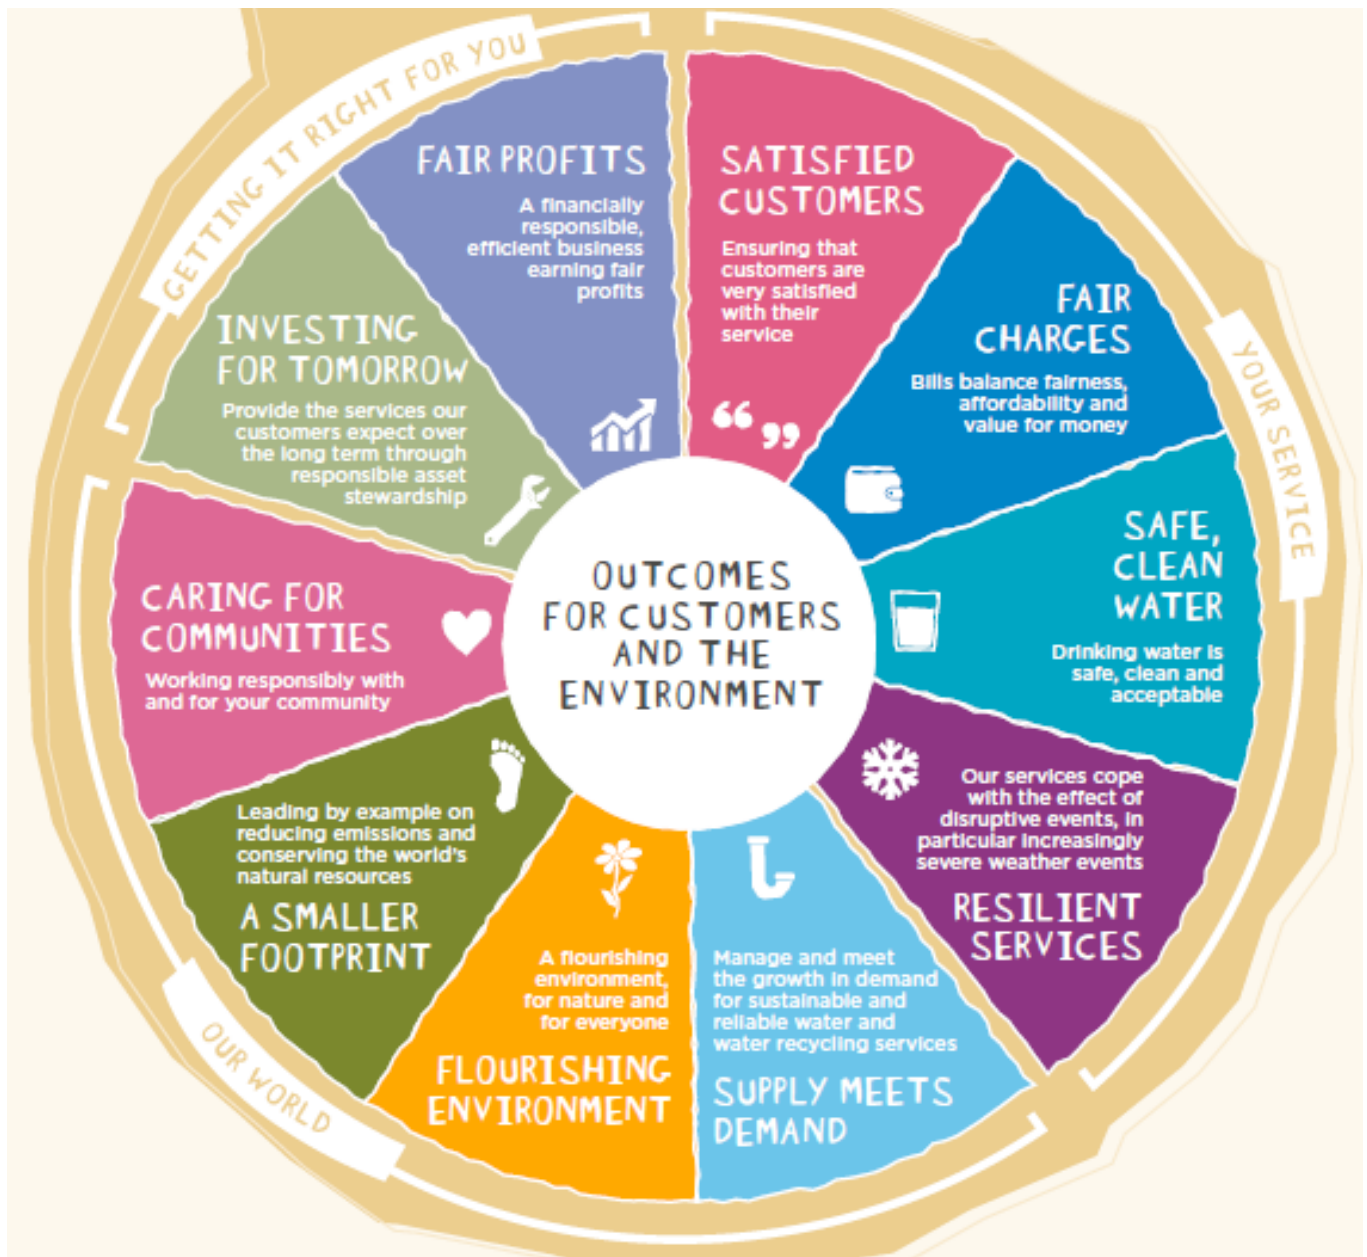 GETTING IT RIGHT FOR YOU
FAIR PROFITS
A financially
responsible,
efficient business
earning fair
profits
SATISFIED
CUSTOMERS
Ensuring that
customers are
very satisfied
with their
service
“ ”
FAIR
CHARGES
Bills balance fairness,
affordability and
value for money
YOUR SERVICE
SAFE,
CLEAN
WATER
Drinking water is
safe, clean and
acceptable
Our services cope
with the effect of
disruptive events, in
particular increasingly
severe weather events
RESILIENT
SERVICES
Manage and meet
the growth in demand
for sustainable and
reliable water and
water recycling services
SUPPLY MEETS
DEMAND
A flourishing
environment,
for nature and
for everyone
FLOURISHING
ENVIRONMENT
OUR WORLD
Leading by example on
reducing emissions and
conserving the world's
natural resources
A SMALLER
FOOTPRINT
CARING FOR
COMMUNITIES
Working responsibly with
and for your community
INVESTING
FOR TOMORROW
Provide the services our
customers expect over
the long term through
responsible asset
stewardship
OUTCOMES
FOR CUSTOMERS
AND THE
ENVIRONMENT